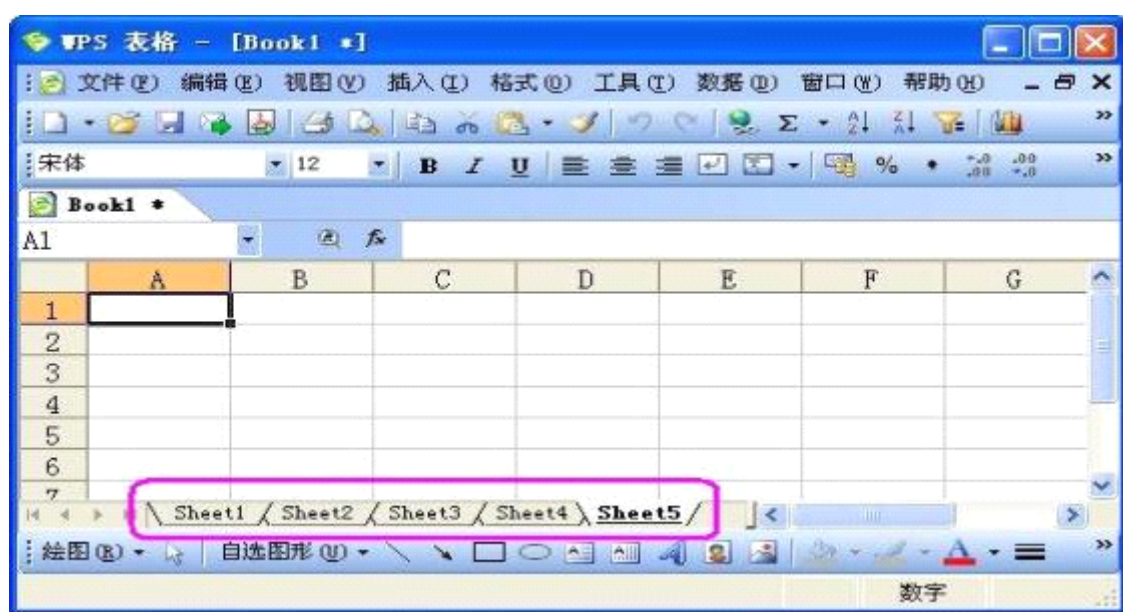 WPS 表格 - [Book1 *]
文件(F) 编辑(E) 视图(V) 插入(I) 格式(O) 工具(T) 数据(D) 窗口(W) 帮助(H)
宋体 12 B I U %
Book1 *
A1 fx
A B C D E F G
1
2
3
4
5
6
7
Sheet1 Sheet2 Sheet3 Sheet4 Sheet5
绘图(R) 自选图形(U)
数字